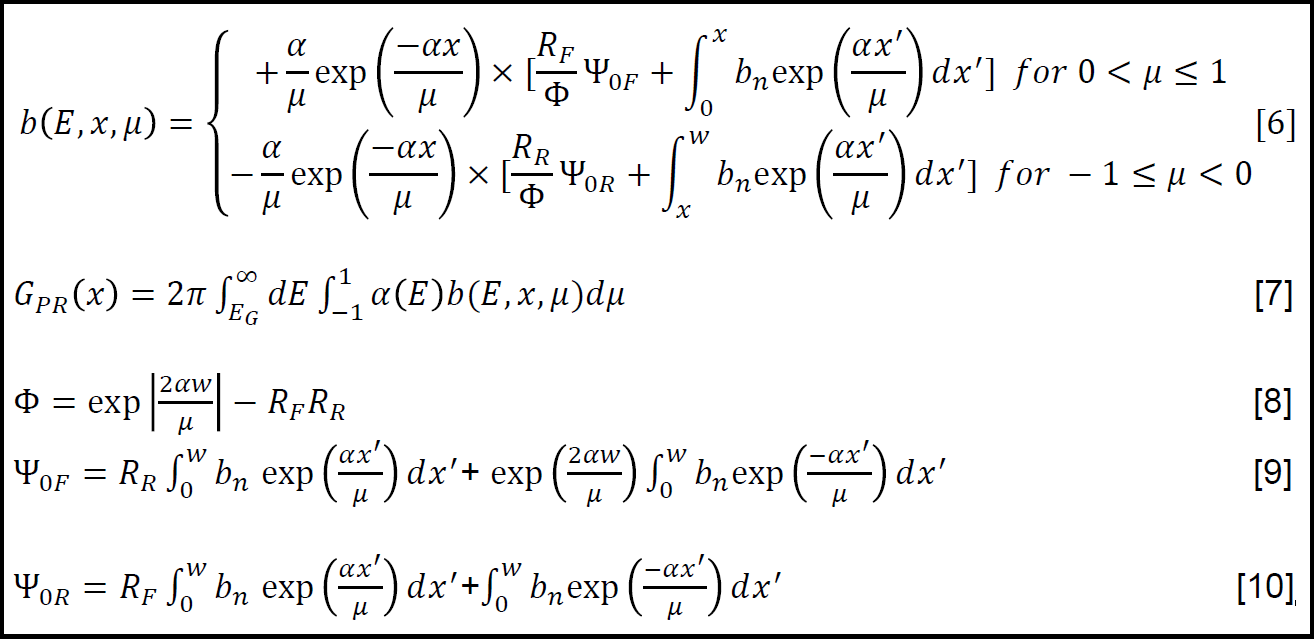 b(E, x, μ) = { + α/μ exp(−αx/μ) × [R_F/Φ Ψ_0F + ∫_0^x b_n exp(αx′/μ) dx′] for 0 < μ ≤ 1
− α/μ exp(−αx/μ) × [R_R/Φ Ψ_0R + ∫_x^w b_n exp(αx′/μ) dx′] for − 1 ≤ μ < 0 [6]
G_PR(x) = 2π ∫_{E_G}^∞ dE ∫_{−1}^1 α(E)b(E, x, μ)dμ [7]
Φ = exp|2αw/μ| − R_F R_R [8]
Ψ_0F = R_R ∫_0^w b_n exp(αx′/μ) dx′+ exp(2αw/μ) ∫_0^w b_n exp(−αx′/μ) dx′ [9]
Ψ_0R = R_F ∫_0^w b_n exp(αx′/μ) dx′+∫_0^w b_n exp(−αx′/μ) dx′ [10]